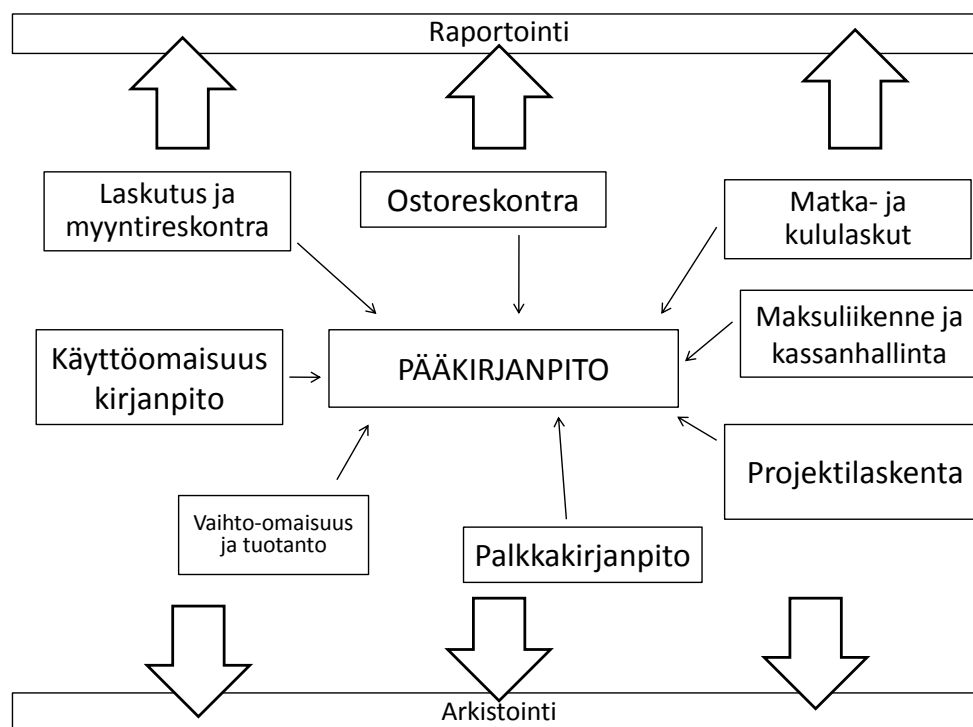 Raportointi
Laskutus ja
myyntireskontra
Ostoreskontra
Matka- ja
kululaskut
Käyttöomaisuus
kirjanpito
PÄÄKIRJANPITO
Maksuliikenne ja
kassanhallinta
Vaihto-omaisuus
ja tuotanto
Palkkakirjanpito
Projektilaskenta
Arkistointi